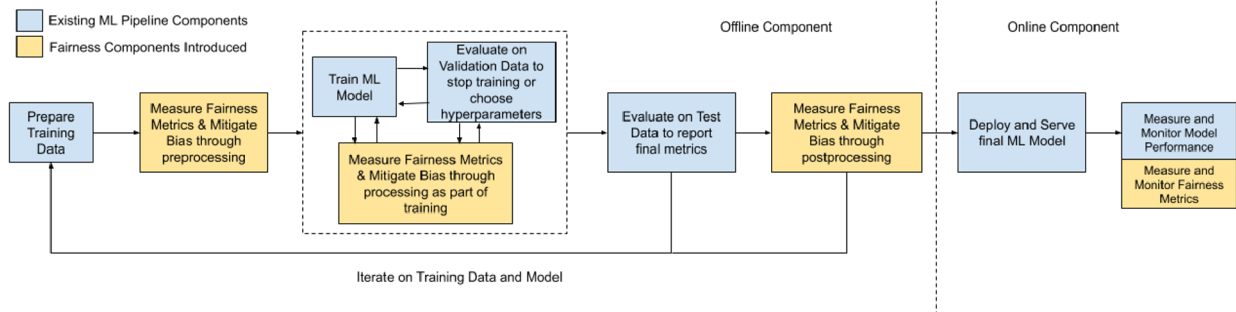 Existing ML Pipeline Components
Fairness Components Introduced
Offline Component
Online Component
Prepare
Training
Data
Measure Fairness
Metrics & Mitigate
Bias through
preprocessing
Train ML
Model
Evaluate on
Validation Data to
stop training or
choose
hyperparameters
Measure Fairness Metrics
& Mitigate Bias through
processing as part of
training
Evaluate on Test
Data to report
final metrics
Measure Fairness
Metrics & Mitigate
Bias through
postprocessing
Deploy and Serve
final ML Model
Measure and
Monitor Model
Performance
Measure and
Monitor Fairness
Metrics
Iterate on Training Data and Model